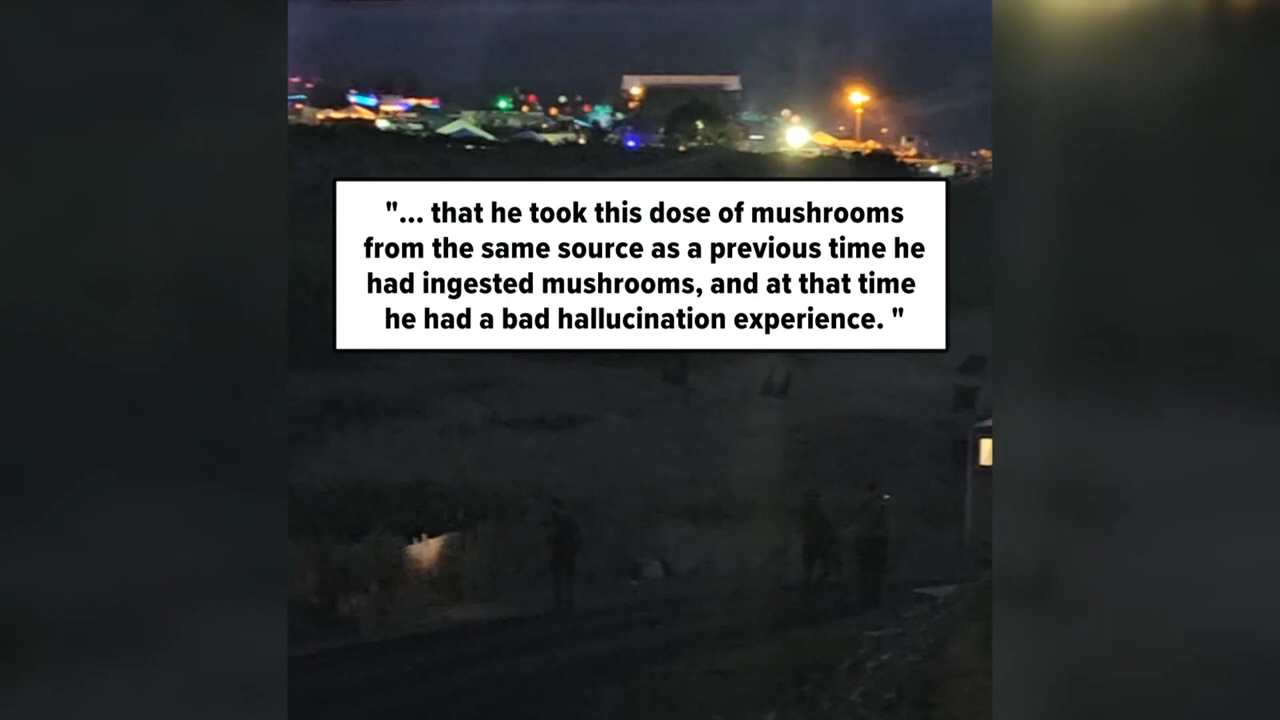 "... that he took this dose of mushrooms
from the same source as a previous time he
had ingested mushrooms, and at that time
he had a bad hallucination experience. "